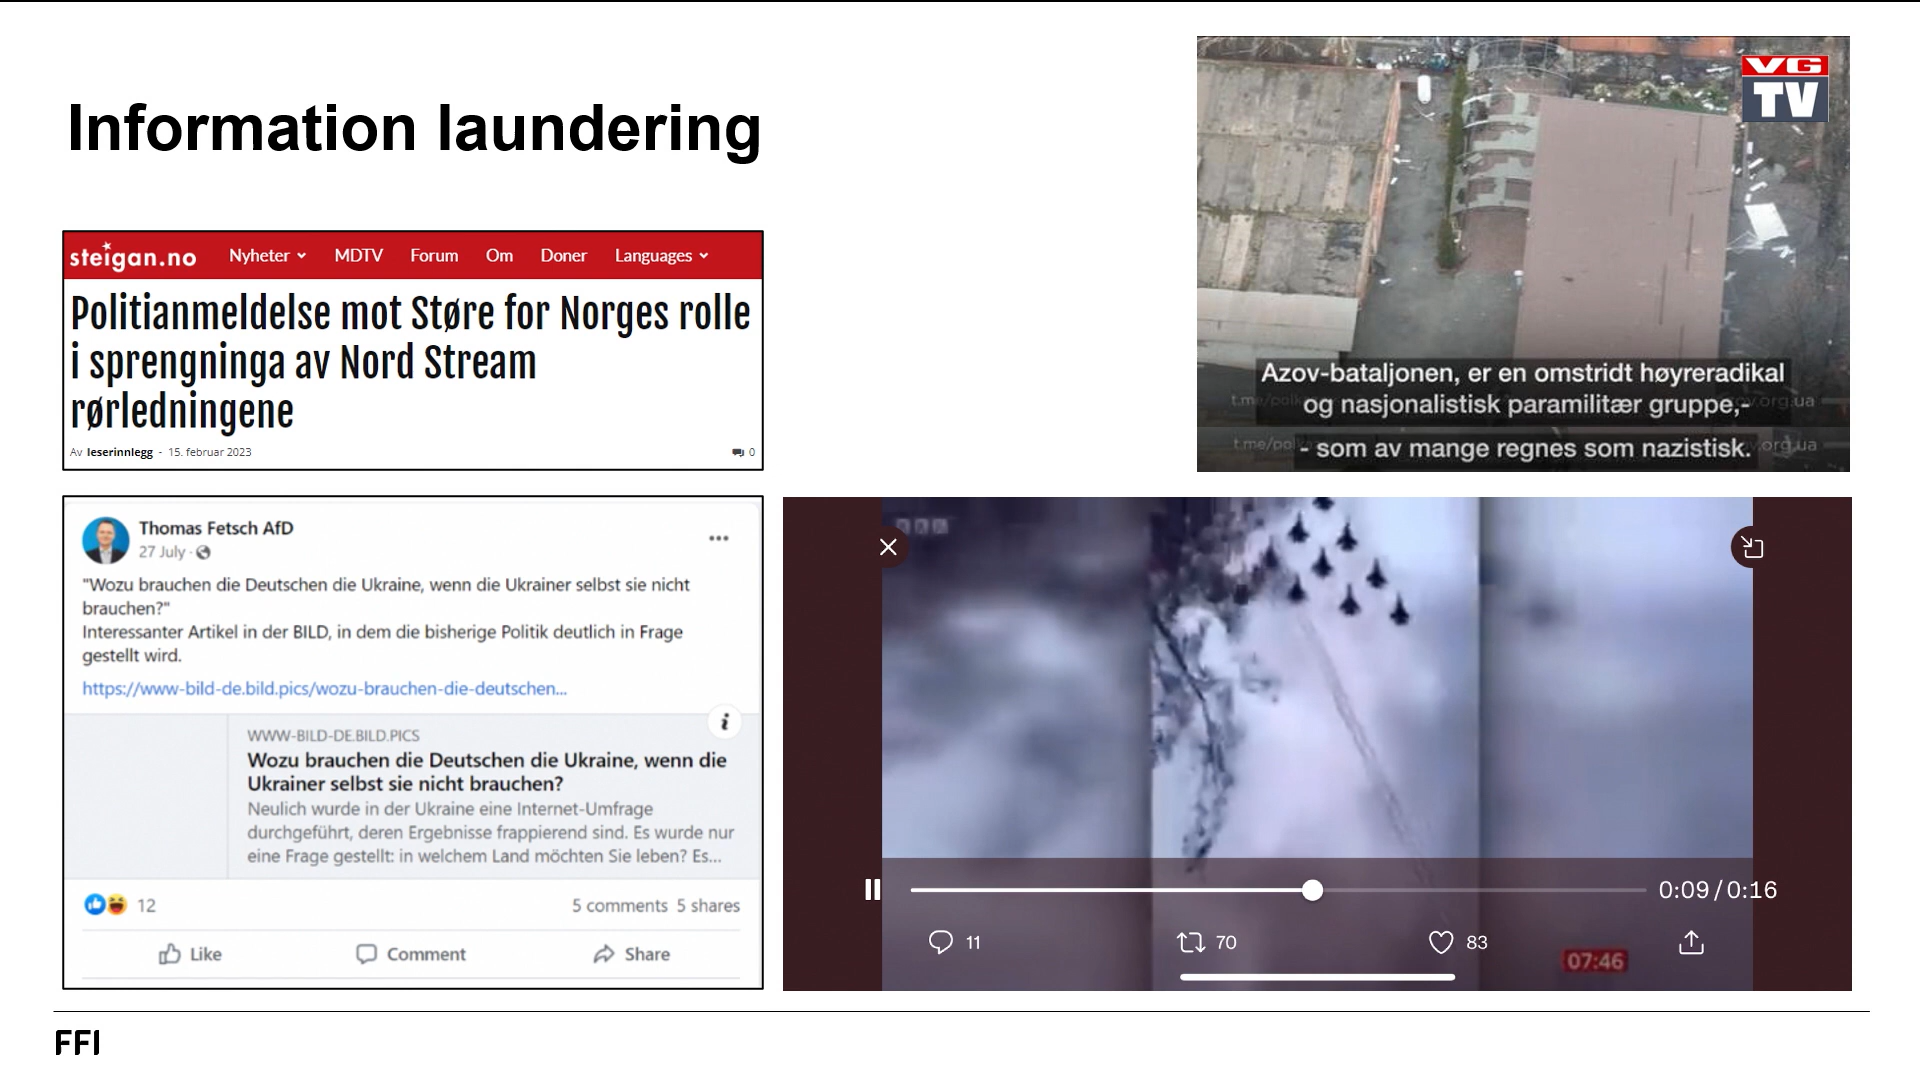 Information laundering
steigan.no Nyheter MDTV Forum Om Doner Languages
Politianmeldelse mot Støre for Norges rolle
i sprengninga av Nord Stream
rørledningene
Av leserinnlegg - 15. februar 2023 0
VG
TV
Azov-bataljonen, er en omstridt høyreradikal
og nasjonalistisk paramilitær gruppe,-
- som av mange regnes som nazistisk.
Thomas Fetsch AfD
27 July ·
"Wozu brauchen die Deutschen die Ukraine, wenn die Ukrainer selbst sie nicht
brauchen?"
Interessanter Artikel in der BILD, in dem die bisherige Politik deutlich in Frage
gestellt wird.
https://www-bild-de.bild.pics/wozu-brauchen-die-deutschen...
WWW-BILD-DE.BILD.PICS
Wozu brauchen die Deutschen die Ukraine, wenn die
Ukrainer selbst sie nicht brauchen?
Neulich wurde in der Ukraine eine Internet-Umfrage
durchgeführt, deren Ergebnisse frappierend sind. Es wurde nur
eine Frage gestellt: in welchem Land möchten Sie leben? Es...
12 5 comments 5 shares
Like Comment Share
0:09/0:16
11 70 83
07:46
FFI